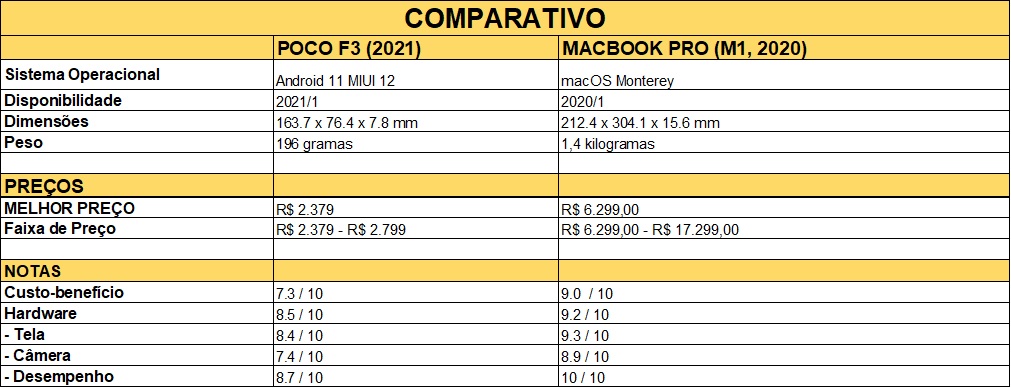 COMPARATIVO
POCO F3 (2021) MACBOOK PRO (M1, 2020)
Sistema Operacional Android 11 MIUI 12 macOS Monterey
Disponibilidade 2021/1 2020/1
Dimensões 163.7 x 76.4 x 7.8 mm 212.4 x 304.1 x 15.6 mm
Peso 196 gramas 1,4 kilogramas
PREÇOS
MELHOR PREÇO R$ 2.379 R$ 6.299,00
Faixa de Preço R$ 2.379 - R$ 2.799 R$ 6.299,00 - R$ 17.299,00
NOTAS
Custo-benefício 7.3 / 10 9.0 / 10
Hardware 8.5 / 10 9.2 / 10
- Tela 8.4 / 10 9.3 / 10
- Câmera 7.4 / 10 8.9 / 10
- Desempenho 8.7 / 10 10 / 10